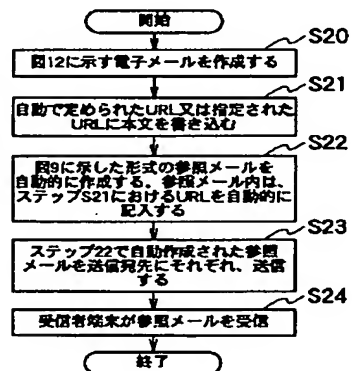 開始
S20
図12に示す電子メールを作成する
S21
自動で定められたURL又は指定された
URLに本文を書き込む
S22
図9に示した形式の参照メールを
自動的に作成する。参照メール内は、
ステップS21におけるURLを自動的に
記入する
S23
ステップ22で自動作成された参照
メールを送信宛先にそれぞれ、送信
する
S24
受信者端末が参照メールを受信
終了